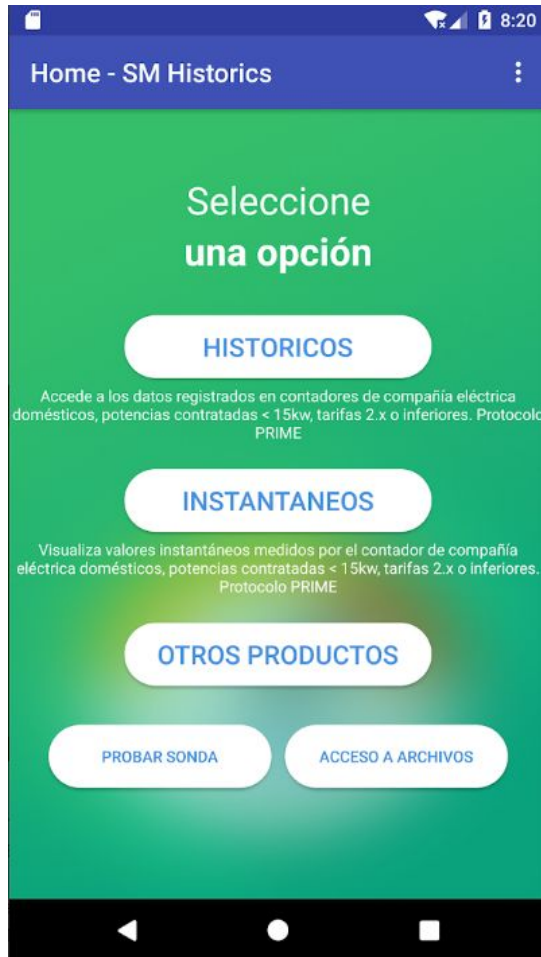 8:20
Home - SM Historics
Seleccione
una opción
HISTORICOS
Accede a los datos registrados en contadores de compañía eléctrica
domésticos, potencias contratadas < 15kw, tarifas 2.x o inferiores. Protocolo
PRIME
INSTANTANEOS
Visualiza valores instantáneos medidos por el contador de compañía
eléctrica domésticos, potencias contratadas < 15kw, tarifas 2.x o inferiores.
Protocolo PRIME
OTROS PRODUCTOS
PROBAR SONDA
ACCESO A ARCHIVOS